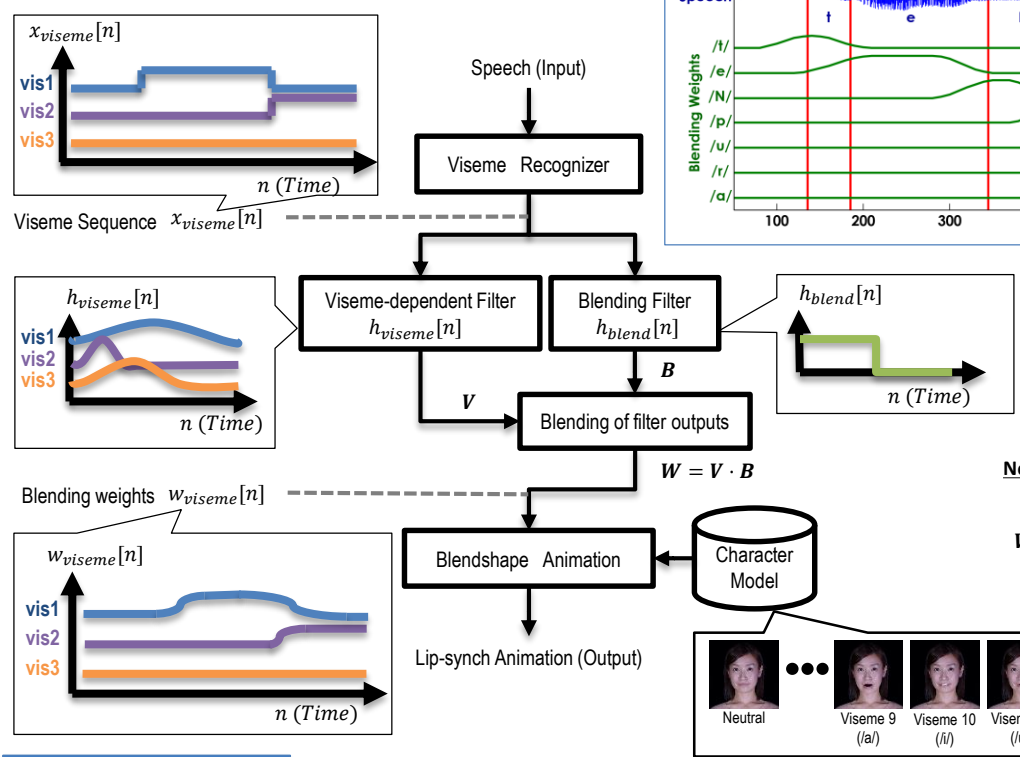 x_viseme[n]
vis1
vis2
vis3
n (Time)
Viseme Sequence x_viseme[n]
Speech (Input)
Viseme Recognizer
t
e
Blending Weights
/t/
/e/
/N/
/p/
/u/
/r/
/a/
100
200
300
h_viseme[n]
vis1
vis2
vis3
n (Time)
Viseme-dependent Filter
h_viseme[n]
Blending Filter
h_blend[n]
h_blend[n]
n (Time)
V
B
Blending of filter outputs
W = V · B
Blending weights w_viseme[n]
w_viseme[n]
vis1
vis2
vis3
n (Time)
Blendshape Animation
Character
Model
Lip-synch Animation (Output)
Neutral
Viseme 9
(/a/)
Viseme 10
(/i/)